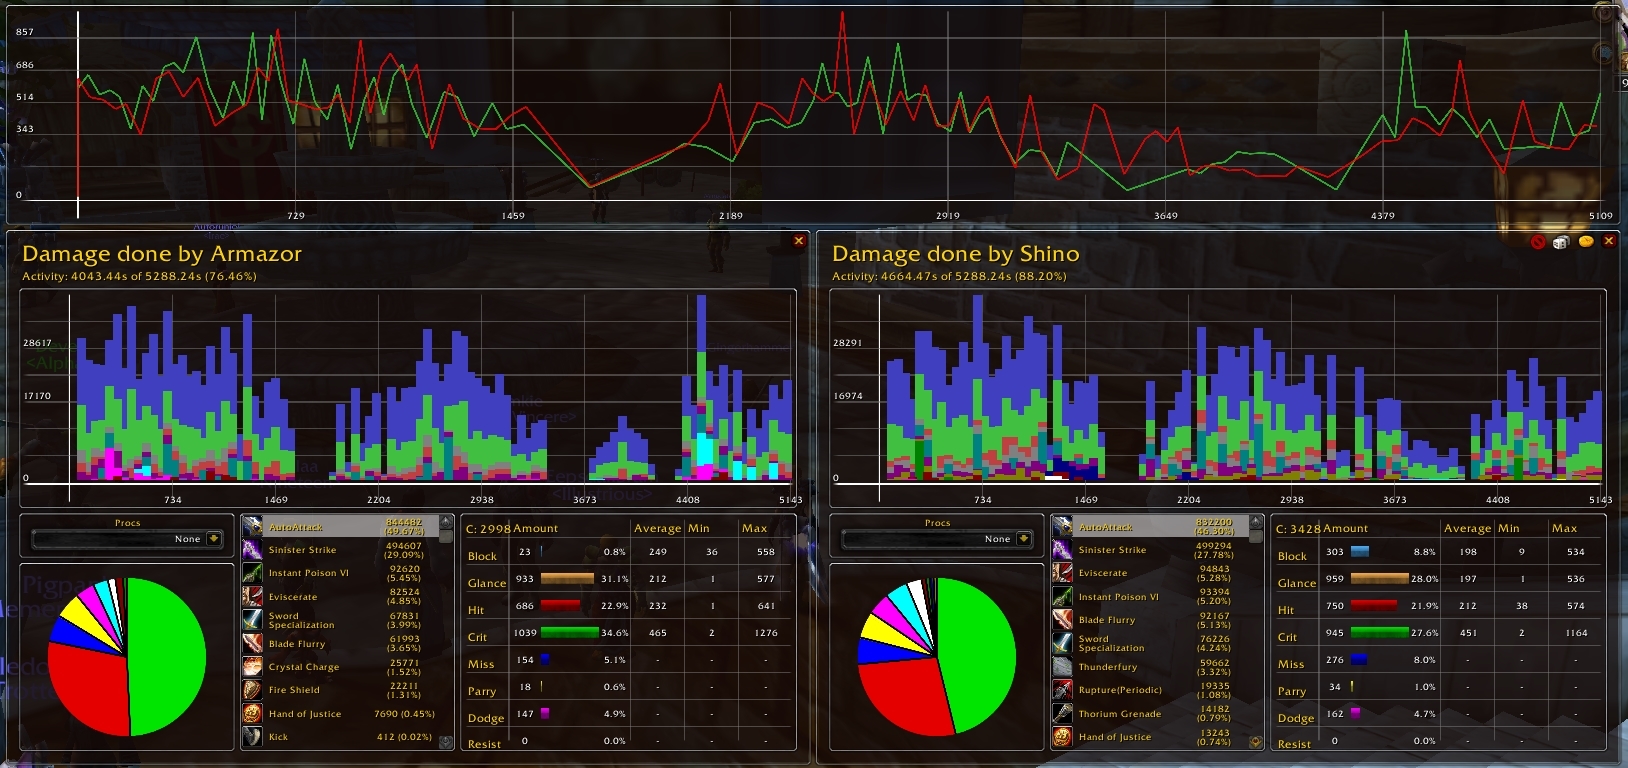 857
686
514
343
0
729
1459
2189
2919
3649
4379
5109
Damage done by Armazor
Activity: 4043.44s of 5288.24s (76.46%)
28617
17170
0
734
1469
2204
2938
3673
4408
5143
Procs
None
AutoAttack 844482 (49.67%)
Sinister Strike 494607 (29.09%)
Instant Poison VI 92620 (5.45%)
Eviscerate 82524 (4.85%)
Sword Specialization 67831 (3.99%)
Blade Flurry 61993 (3.65%)
Crystal Charge 25771 (1.52%)
Fire Shield 22211 (1.31%)
Hand of Justice 7690 (0.45%)
Kick 412 (0.02%)
C: 2998 Amount Average Min Max
Block 23 0.8% 249 36 558
Glance 933 31.1% 212 1 577
Hit 686 22.9% 232 1 641
Crit 1039 34.6% 465 2 1276
Miss 154 5.1% - - -
Parry 18 0.6% - - -
Dodge 147 4.9% - - -
Resist 0 0.0% - - -
Damage done by Shino
Activity: 4664.47s of 5288.24s (88.20%)
28291
16974
0
734
1469
2204
2938
3673
4408
5143
Procs
None
AutoAttack 832200 (46.30%)
Sinister Strike 499294 (27.78%)
Eviscerate 94843 (5.28%)
Instant Poison VI 93394 (5.20%)
Blade Flurry 92167 (5.13%)
Sword Specialization 76226 (4.24%)
Thunderfury 59662 (3.32%)
Rupture(Periodic) 19335 (1.08%)
Thorium Grenade 14182 (0.79%)
Hand of Justice 13243 (0.74%)
C: 3428 Amount Average Min Max
Block 303 8.8% 198 9 534
Glance 959 28.0% 197 1 536
Hit 750 21.9% 212 38 574
Crit 945 27.6% 451 2 1164
Miss 276 8.0% - - -
Parry 34 1.0% - - -
Dodge 162 4.7% - - -
Resist 0 0.0% - - -